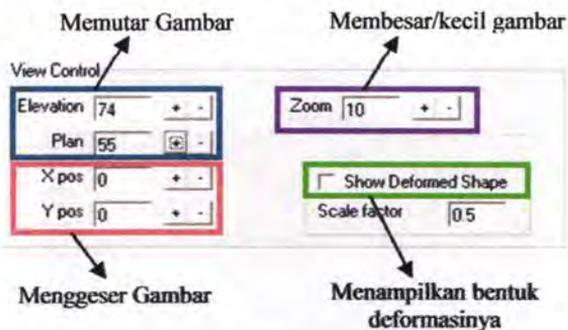 Memutar Gambar
Membesar/kecil gambar
View Control
Elevation 74 + -
Zoom 10 + -
Plan 55 + -
X pos 0 + -
Show Deformed Shape
Y pos 0 + -
Scale factor 0.5
Menggeser Gambar
Menampilkan bentuk
deformasinya